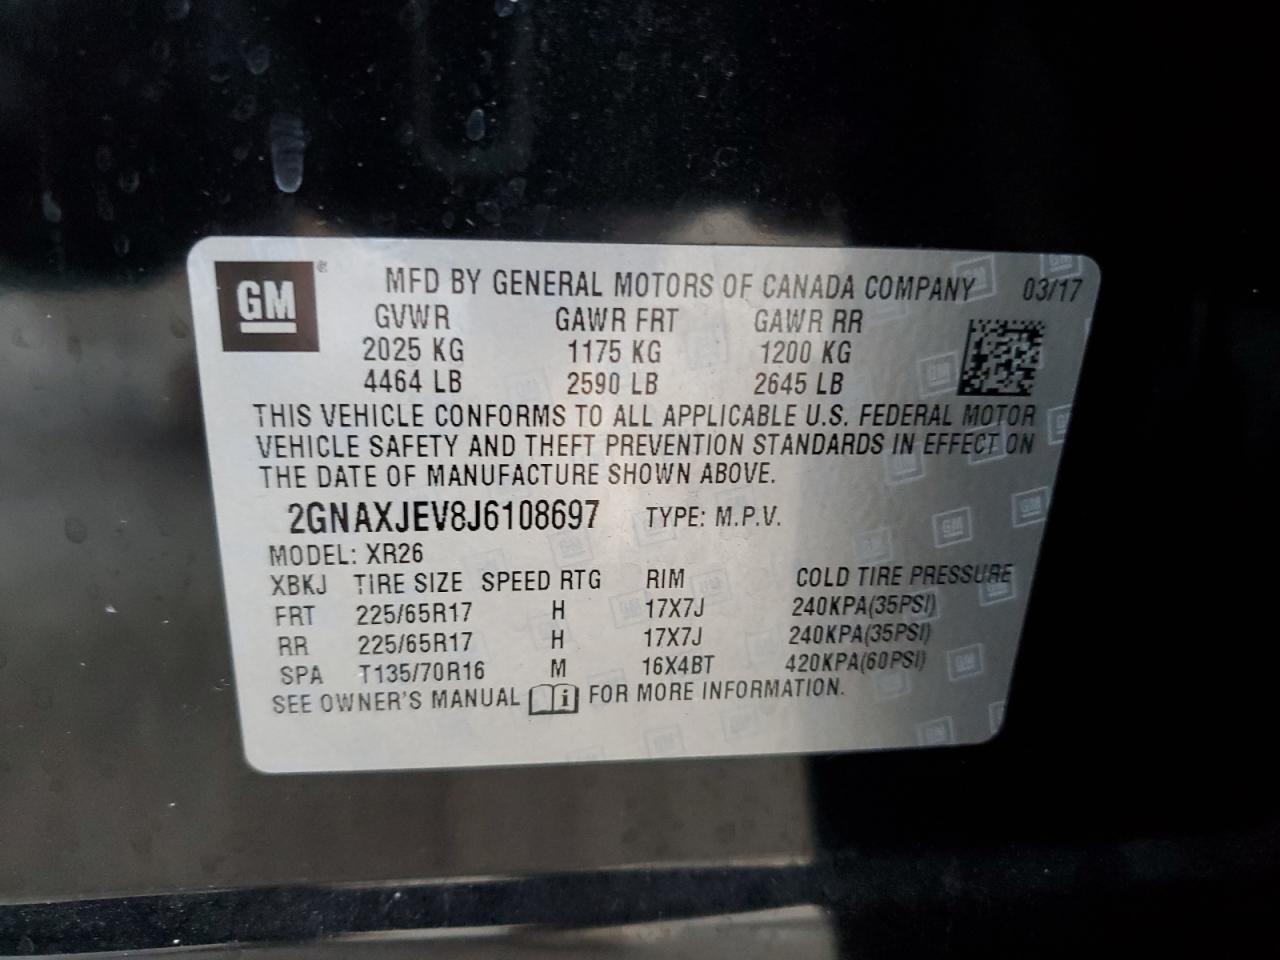 GM ® MFD BY GENERAL MOTORS OF CANADA COMPANY 03/17
GVWR GAWR FRT GAWR RR
2025 KG 1175 KG 1200 KG
4464 LB 2590 LB 2645 LB
THIS VEHICLE CONFORMS TO ALL APPLICABLE U.S. FEDERAL MOTOR
VEHICLE SAFETY AND THEFT PREVENTION STANDARDS IN EFFECT ON
THE DATE OF MANUFACTURE SHOWN ABOVE.
2GNAXJEV8J6108697 TYPE: M.P.V.
MODEL: XR26
XBKJ TIRE SIZE SPEED RTG RIM COLD TIRE PRESSURE
FRT 225/65R17 H 17X7J 240KPA(35PSI)
RR 225/65R17 H 17X7J 240KPA(35PSI)
SPA T135/70R16 M 16X4BT 420KPA(60PSI)
SEE OWNER'S MANUAL i FOR MORE INFORMATION.